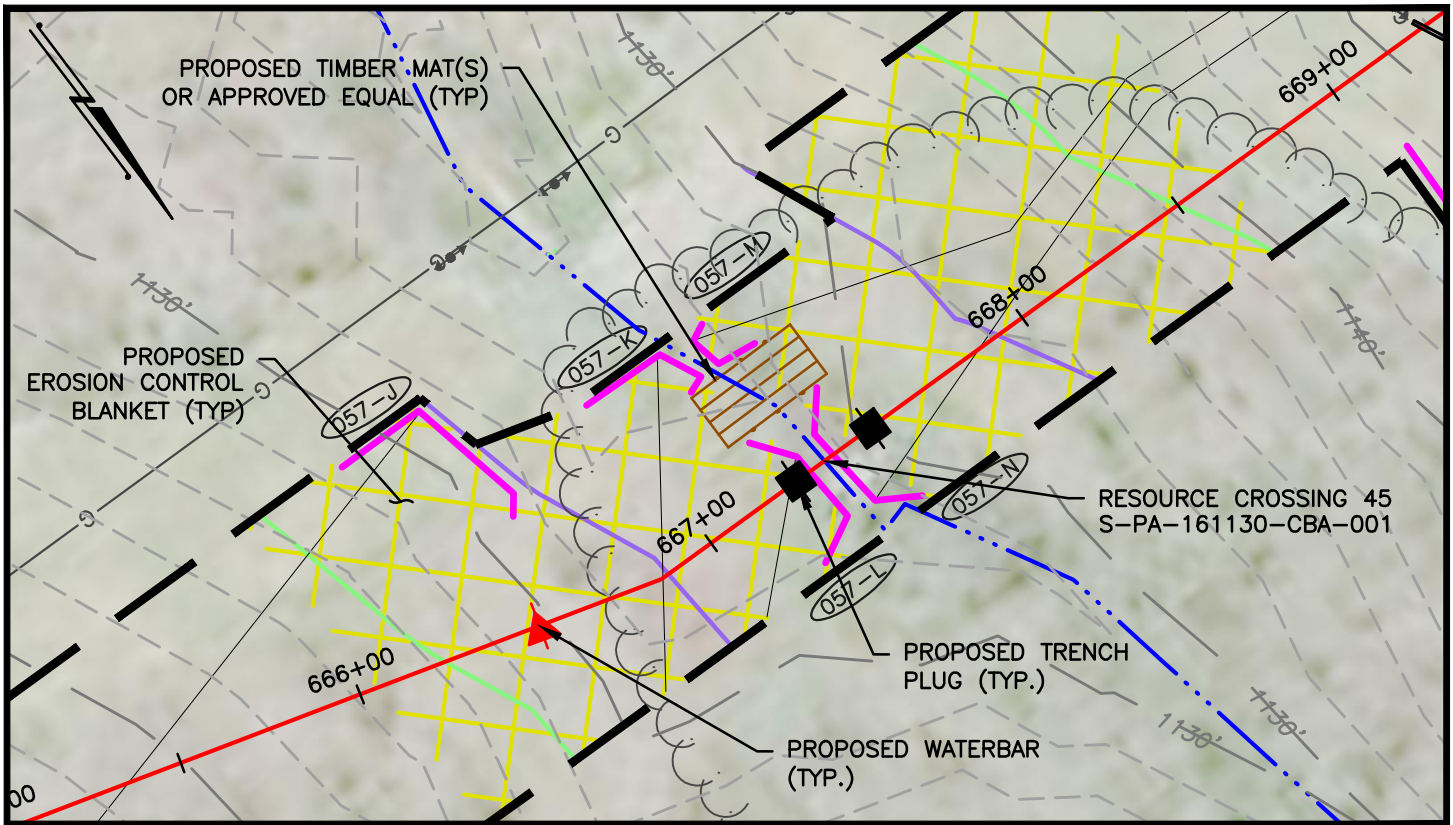 PROPOSED TIMBER MAT(S)
OR APPROVED EQUAL (TYP)
1130'
669+00
G
G
057-M
G
1130'
668+00
1140'
057-K
PROPOSED
EROSION CONTROL
BLANKET (TYP)
G
057-J
G
057-N
RESOURCE CROSSING 45
S-PA-161130-CBA-001
667+00
057-L
PROPOSED TRENCH
PLUG (TYP.)
666+00
1130'
1130'
PROPOSED WATERBAR
(TYP.)
00